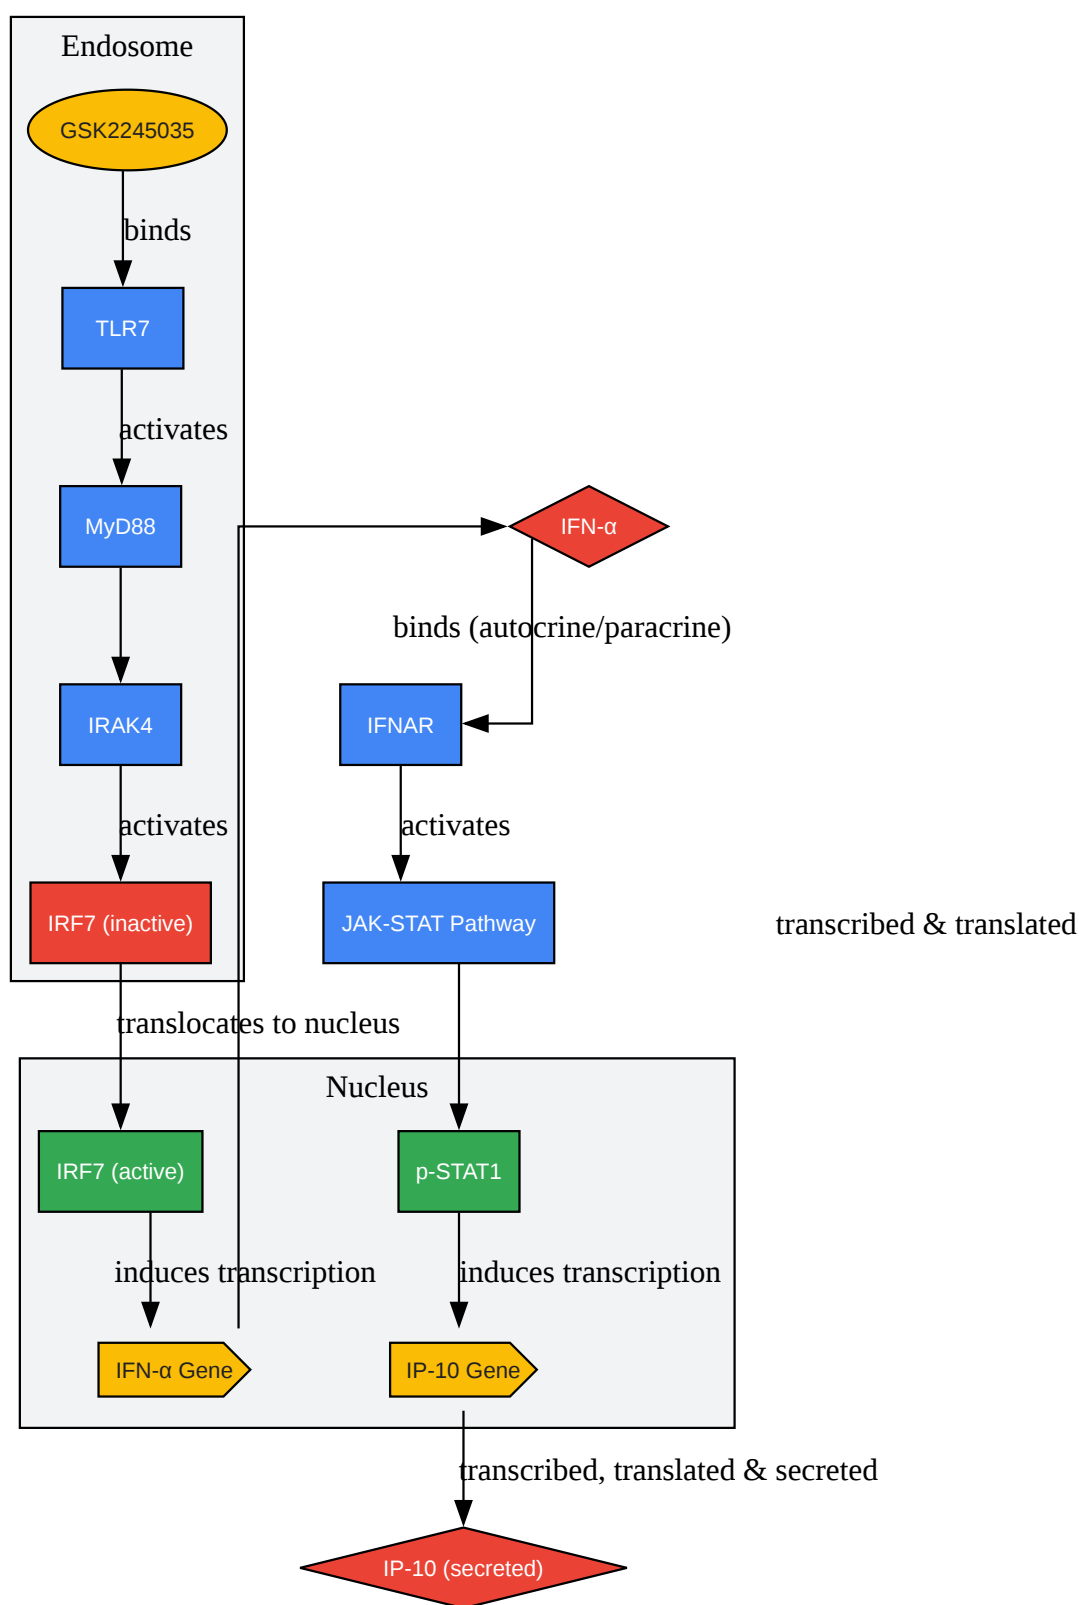 Endosome
GSK2245035
binds
TLR7
activates
MyD88
IFN-α
binds (autocrine/paracrine)
IRAK4
IFNAR
activates
activates
IRF7 (inactive)
JAK-STAT Pathway
transcribed & translated
translocates to nucleus
Nucleus
IRF7 (active)
p-STAT1
induces transcription
induces transcription
IFN-α Gene
IP-10 Gene
transcribed, translated & secreted
IP-10 (secreted)